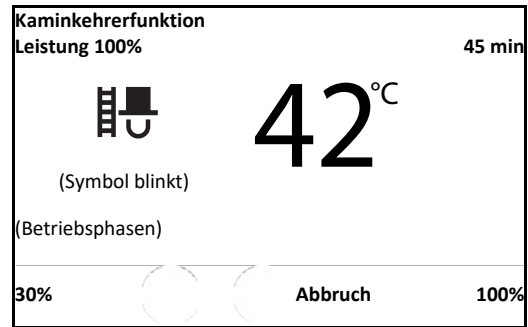 Kaminkehrerfunktion
Leistung 100% 45 min
42°C
(Symbol blinkt)
(Betriebsphasen)
30% Abbruch 100%